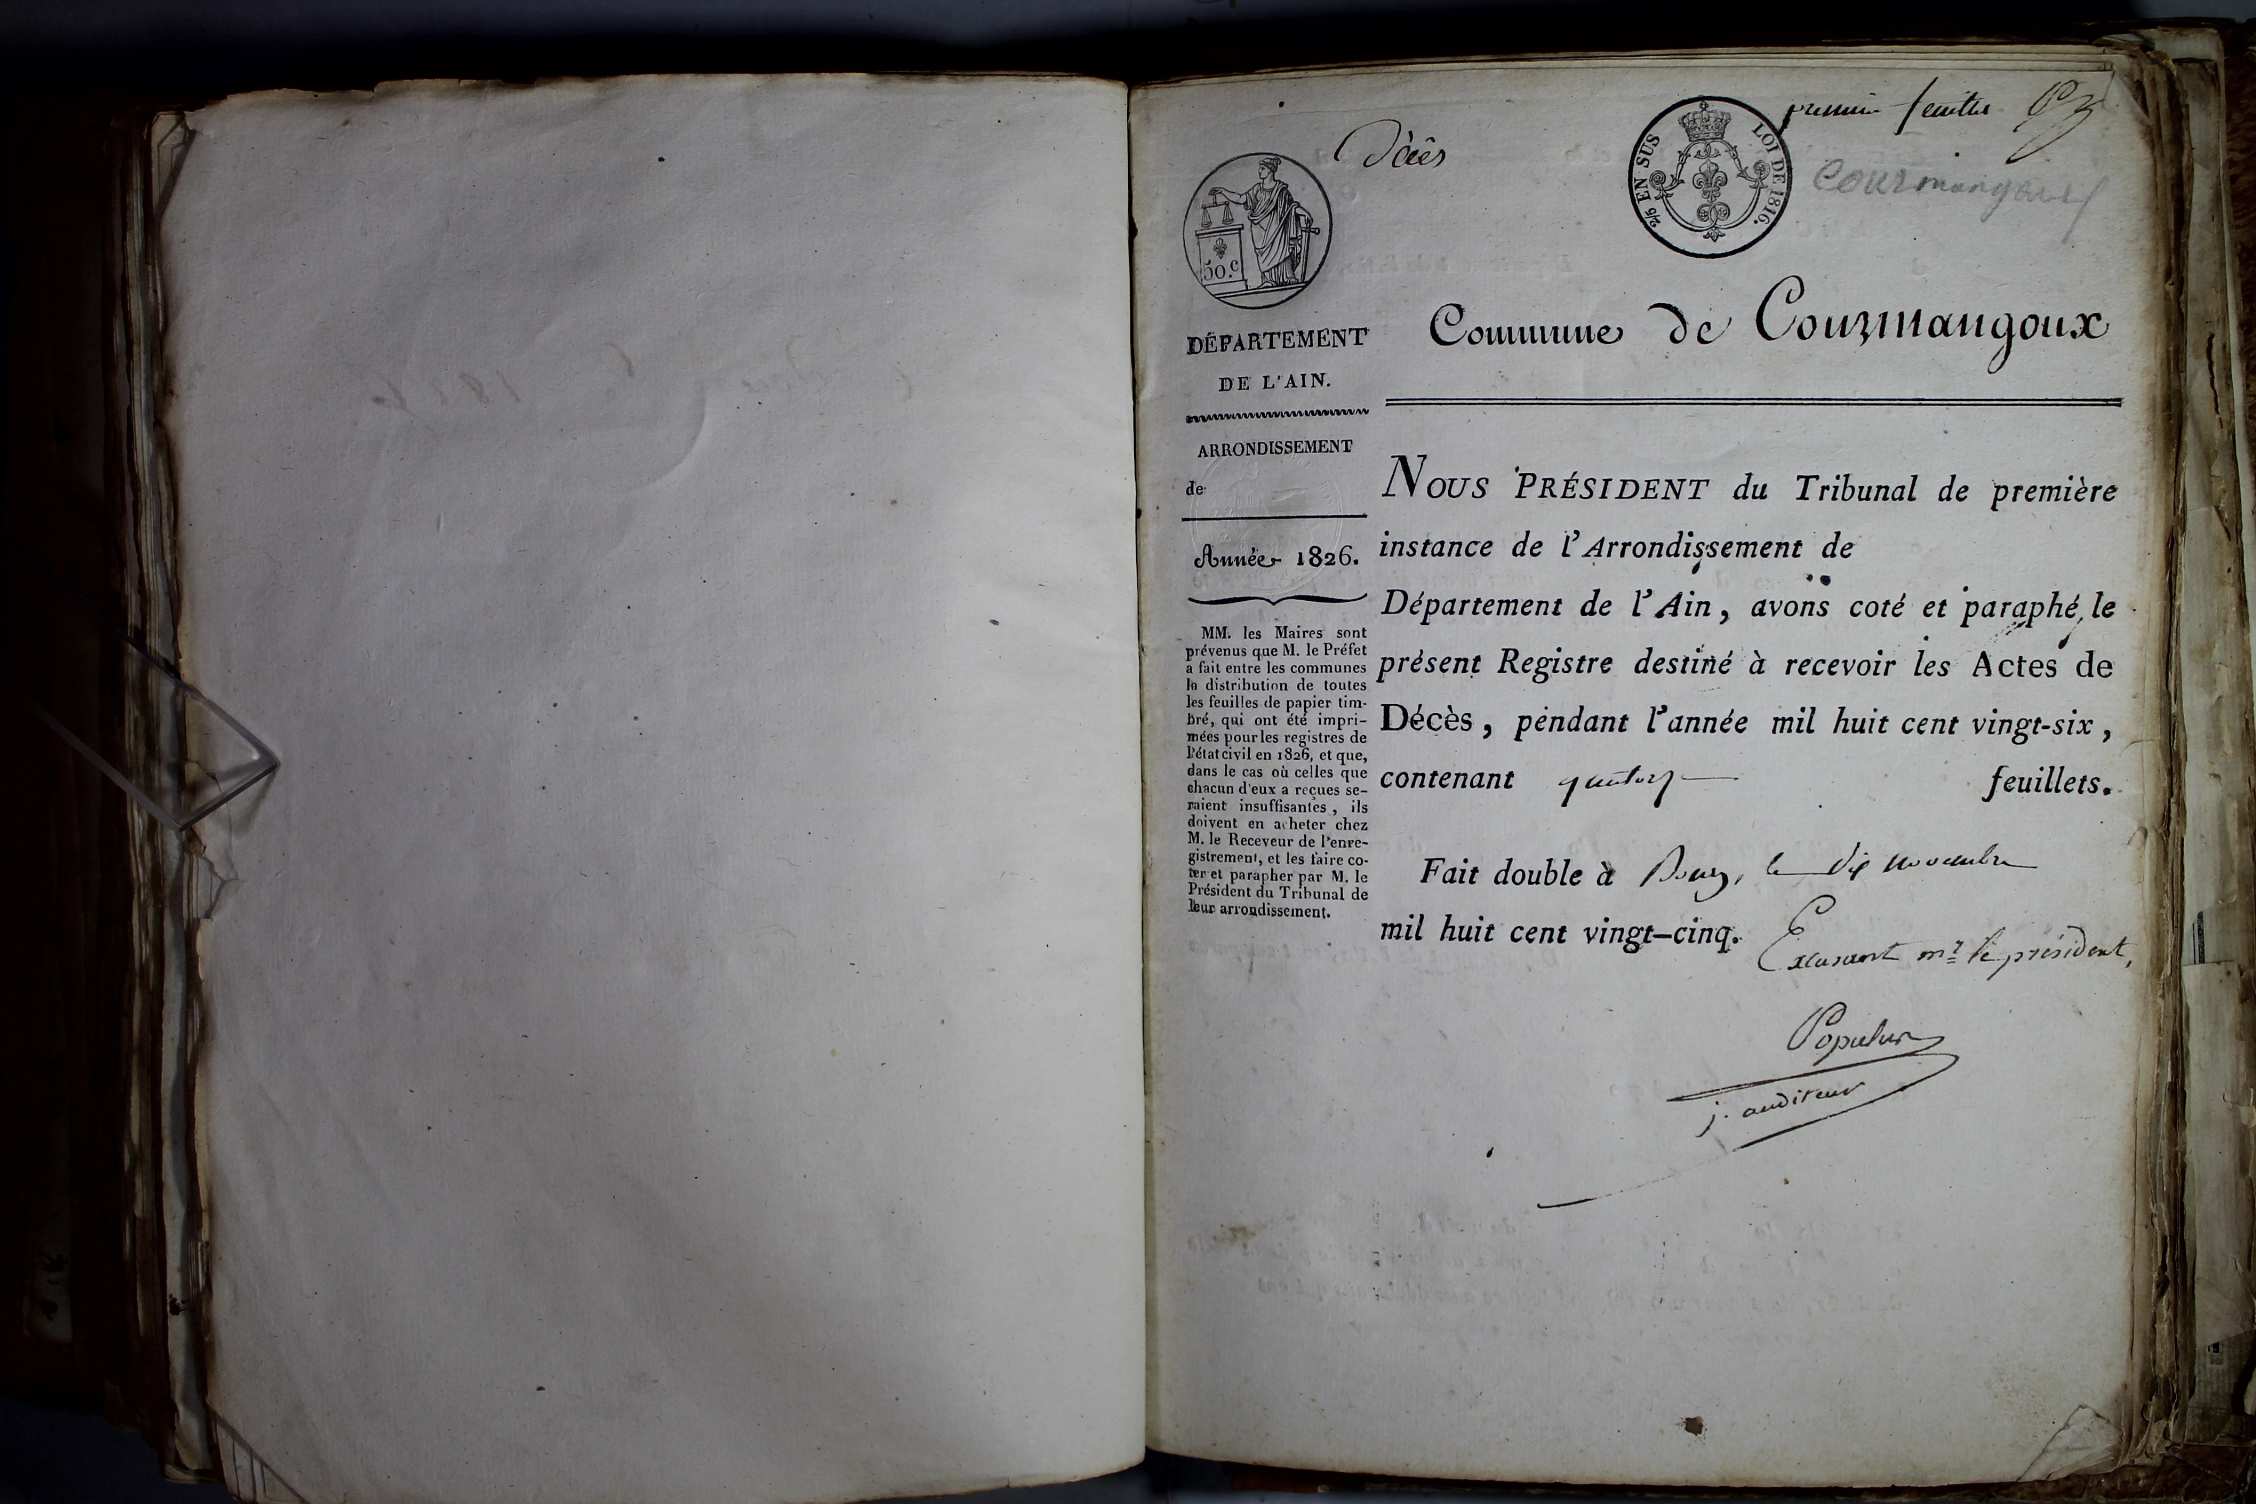 premier feuillet
Décès
2/5 EN SUS LOI DE 1816.
50.c
Courmangoux
DÉPARTEMENT
DE L'AIN.
ARRONDISSEMENT
de
Année 1826.
MM. les Maires sont
prévenus que M. le Préfet
a fait entre les communes
la distribution de toutes
les feuilles de papier tim-
bré, qui ont été impri-
mées pour les registres de
l'état civil en 1826, et que,
dans le cas où celles que
chacun d'eux a reçues se-
raient insuffisantes, ils
doivent en acheter chez
M. le Receveur de l'enre-
gistrement, et les faire co-
ter et parapher par M. le
Président du Tribunal de
leur arrondissement.
Commune de Courmangoux
NOUS PRÉSIDENT du Tribunal de première
instance de l'Arrondissement de
Département de l'Ain, avons coté et paraphé le
présent Registre destiné à recevoir les Actes de
Décès, pendant l'année mil huit cent vingt-six,
contenant quatorze feuillets.
Fait double à Bourg, le dix novembre
mil huit cent vingt-cinq.
Excusant mr le président,
Populus
j. auditeur